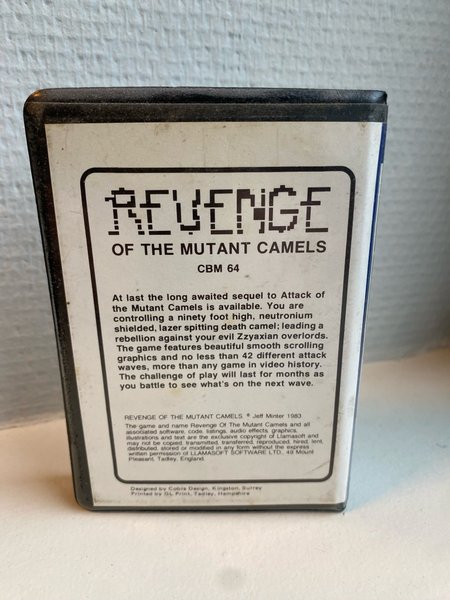 REVENGE
OF THE MUTANT CAMELS
CBM 64
At last the long awaited sequel to Attack of
the Mutant Camels is available. You are
controlling a ninety foot high, neutronium
shielded, lazer spitting death camel; leading a
rebellion against your evil Zzyaxian overlords.
The game features beautiful smooth scrolling
graphics and no less than 42 different attack
waves, more than any game in video history.
The challenge of play will last for months as
you battle to see what's on the next wave.
REVENGE OF THE MUTANT CAMELS. © Jeff Minter 1983
The game and name Revenge Of The Mutant Camels and all
associated software, code, listings, audio effects, graphics,
illustrations and text are the exclusive copyright of Llamasoft and
may not be copied, transmitted, transferred, reproduced, hired, lent,
distributed, stored or modified in any form without the express
written permission of LLAMASOFT SOFTWARE LTD., 49 Mount
Pleasant, Tadley, England.
Designed by Cobra Design, Kingston, Surrey
Printed by GL Print, Tadley, Hampshire